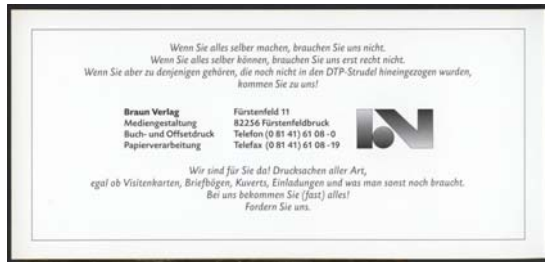 Wenn Sie alles selber machen, brauchen Sie uns nicht.
Wenn Sie alles selber können, brauchen Sie uns erst recht nicht.
Wenn Sie aber zu denjenigen gehören, die noch nicht in den DTP-Strudel hineingezogen wurden,
kommen Sie zu uns!
Braun Verlag
Mediengestaltung
Buch- und Offsetdruck
Papierverarbeitung
Fürstenfeld 11
82256 Fürstenfeldbruck
Telefon (0 81 41) 61 08 - 0
Telefax (0 81 41) 61 08 - 19
bV
Wir sind für Sie da! Drucksachen aller Art,
egal ob Visitenkarten, Briefbögen, Kuverts, Einladungen und was man sonst noch braucht.
Bei uns bekommen Sie (fast) alles!
Fordern Sie uns.